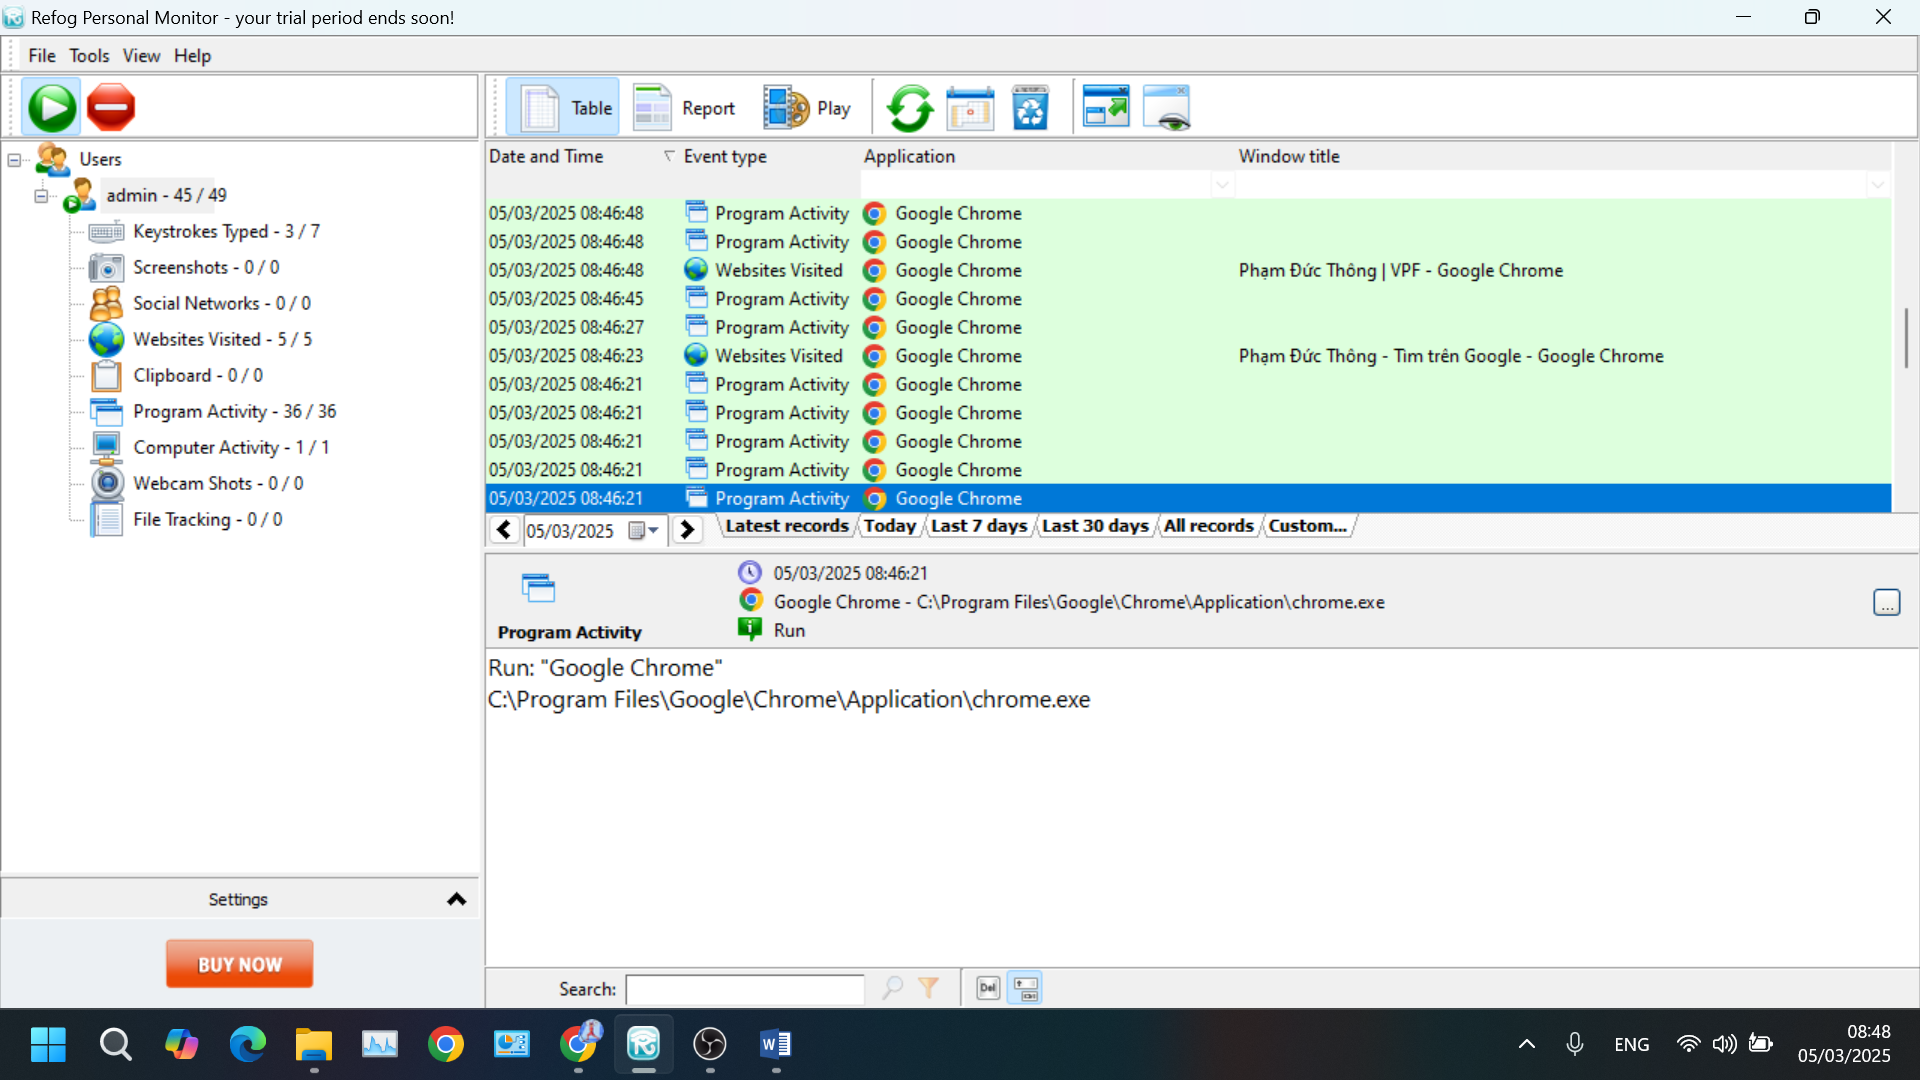 Refog Personal Monitor - your trial period ends soon!
File Tools View Help
Table Report Play
Users
admin - 45 / 49
Keystrokes Typed - 3 / 7
Screenshots - 0 / 0
Social Networks - 0 / 0
Websites Visited - 5 / 5
Clipboard - 0 / 0
Program Activity - 36 / 36
Computer Activity - 1 / 1
Webcam Shots - 0 / 0
File Tracking - 0 / 0
Settings
BUY NOW
Date and Time Event type Application Window title
05/03/2025 08:46:48 Program Activity Google Chrome
05/03/2025 08:46:48 Program Activity Google Chrome
05/03/2025 08:46:48 Websites Visited Google Chrome Phạm Đức Thông | VPF - Google Chrome
05/03/2025 08:46:45 Program Activity Google Chrome
05/03/2025 08:46:27 Program Activity Google Chrome
05/03/2025 08:46:23 Websites Visited Google Chrome Phạm Đức Thông - Tìm trên Google - Google Chrome
05/03/2025 08:46:21 Program Activity Google Chrome
05/03/2025 08:46:21 Program Activity Google Chrome
05/03/2025 08:46:21 Program Activity Google Chrome
05/03/2025 08:46:21 Program Activity Google Chrome
05/03/2025 08:46:21 Program Activity Google Chrome
05/03/2025 Latest records Today Last 7 days Last 30 days All records Custom...
05/03/2025 08:46:21
Google Chrome - C:\Program Files\Google\Chrome\Application\chrome.exe
...
Program Activity Run
Run: "Google Chrome"
C:\Program Files\Google\Chrome\Application\chrome.exe
Search: Del Ctrl
ENG
08:48
05/03/2025